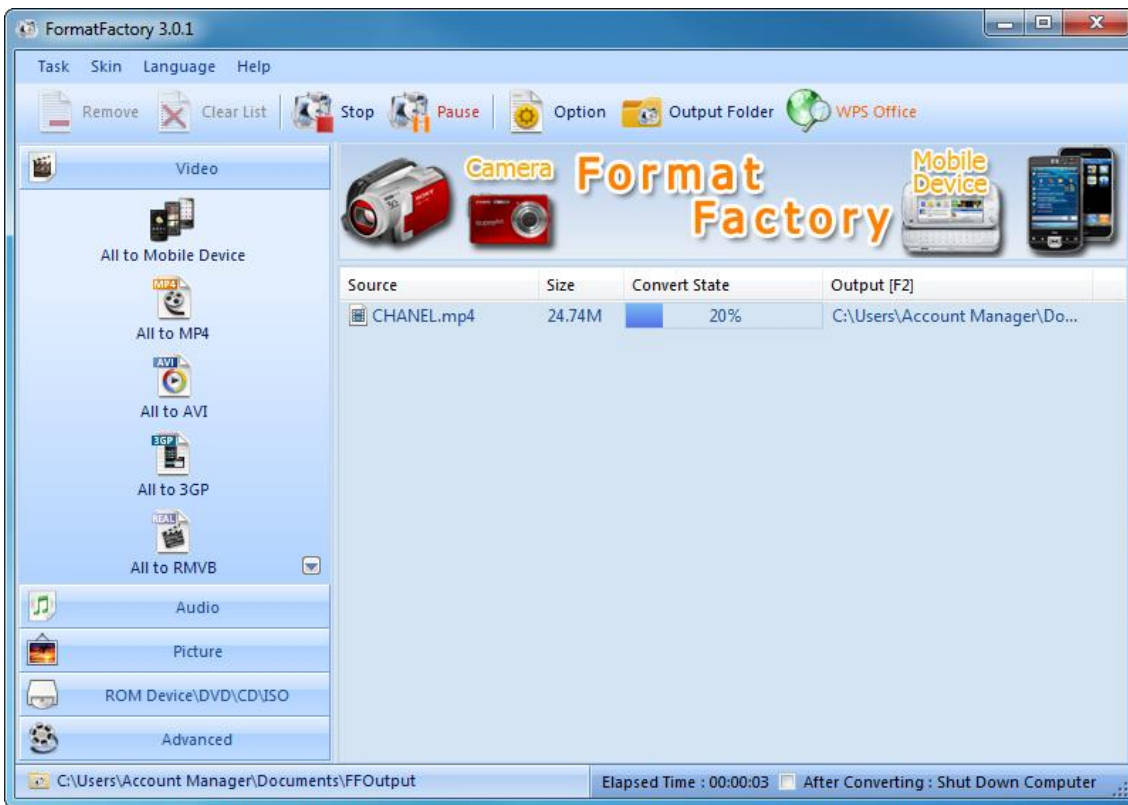 FormatFactory 3.0.1
Task Skin Language Help
Remove Clear List Stop Pause Option Output Folder WPS Office
Video
All to Mobile Device
MP4
All to MP4
AVI
All to AVI
3GP
All to 3GP
REAL
All to RMVB
Audio
Picture
ROM Device\DVD\CD\ISO
Advanced
Camera
Format
Factory
Mobile
Device
SONY
Source Size Convert State Output [F2]
CHANEL.mp4 24.74M 20% C:\Users\Account Manager\Do...
C:\Users\Account Manager\Documents\FFOutput Elapsed Time : 00:00:03 After Converting : Shut Down Computer